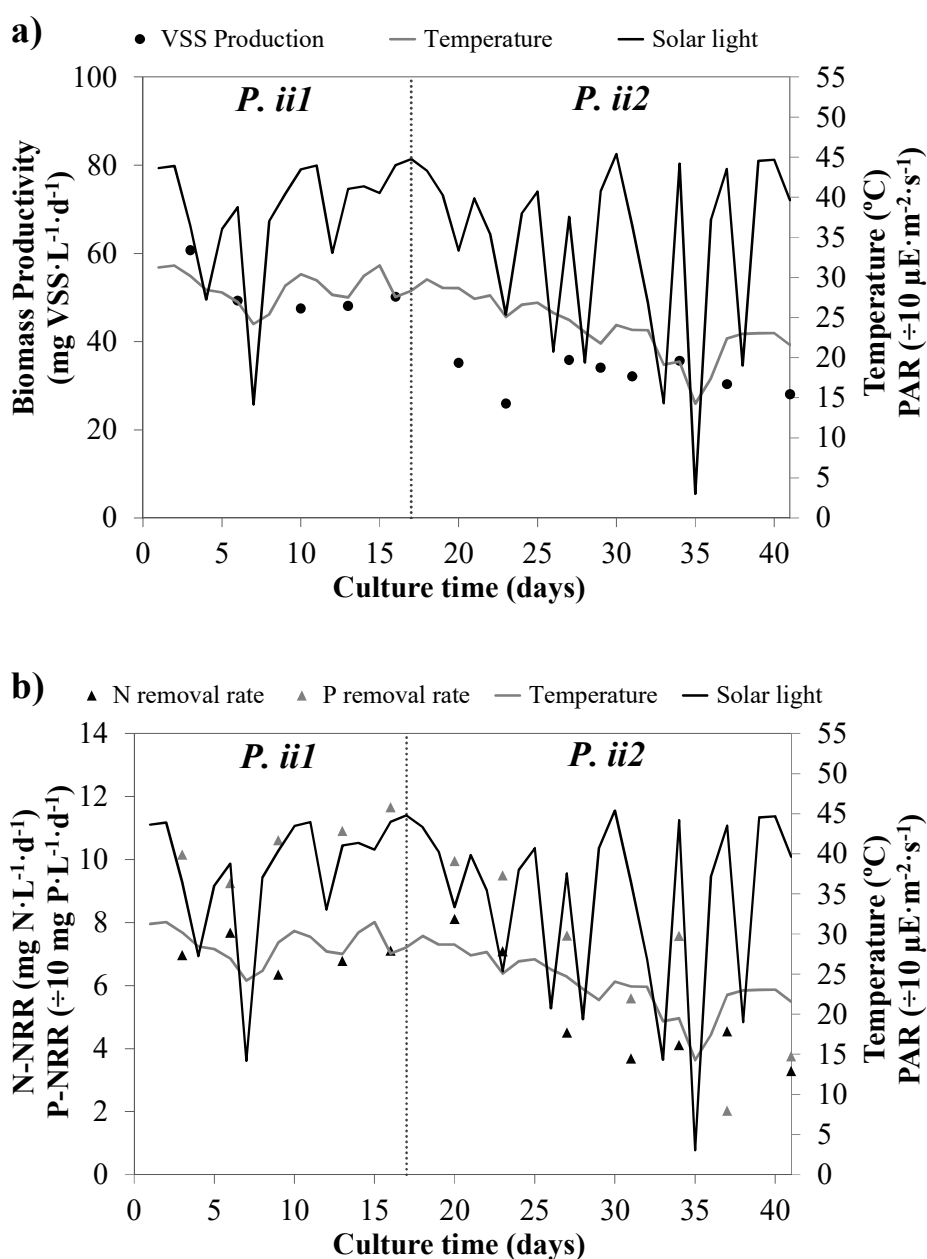 a)
VSS Production Temperature Solar light
P. ii1 P. ii2
100
80
60
40
20
0
Biomass Productivity
(mg VSS·L⁻¹·d⁻¹)
55
50
45
40
35
30
25
20
15
10
5
0
Temperature (ºC)
PAR (÷10 µE·m⁻²·s⁻¹)
0 5 10 15 20 25 30 35 40
Culture time (days)
b)
N removal rate P removal rate Temperature Solar light
P. ii1 P. ii2
14
12
10
8
6
4
2
0
N-NRR (mg N·L⁻¹·d⁻¹)
P-NRR (÷10 mg P·L⁻¹·d⁻¹)
55
50
45
40
35
30
25
20
15
10
5
0
Temperature (ºC)
PAR (÷10 µE·m⁻²·s⁻¹)
0 5 10 15 20 25 30 35 40
Culture time (days)